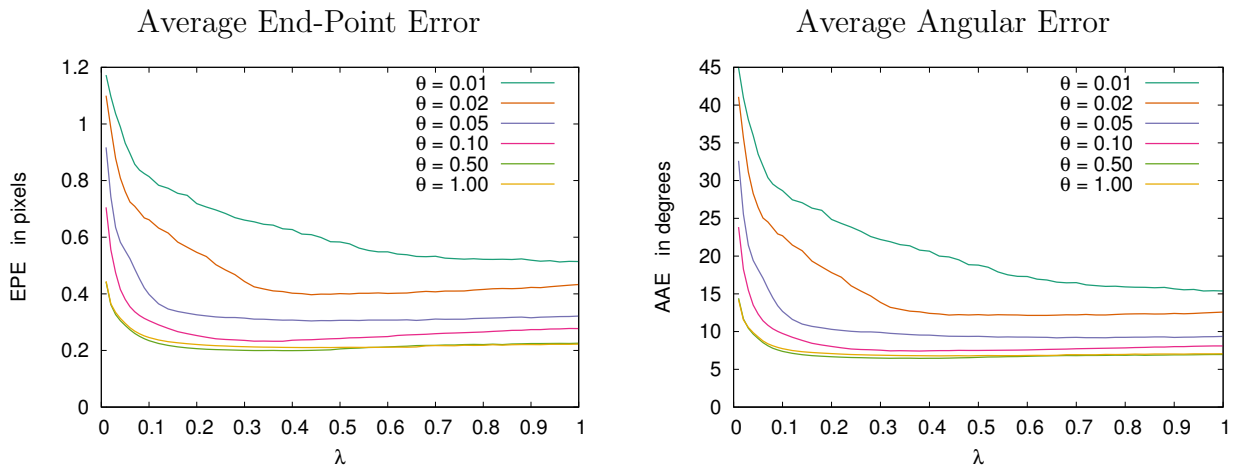 Average End-Point Error
1.2
1
0.8
0.6
0.4
0.2
0
EPE in pixels
θ = 0.01
θ = 0.02
θ = 0.05
θ = 0.10
θ = 0.50
θ = 1.00
0 0.1 0.2 0.3 0.4 0.5 0.6 0.7 0.8 0.9 1
λ
Average Angular Error
45
40
35
30
25
20
15
10
5
0
AAE in degrees
θ = 0.01
θ = 0.02
θ = 0.05
θ = 0.10
θ = 0.50
θ = 1.00
0 0.1 0.2 0.3 0.4 0.5 0.6 0.7 0.8 0.9 1
λ